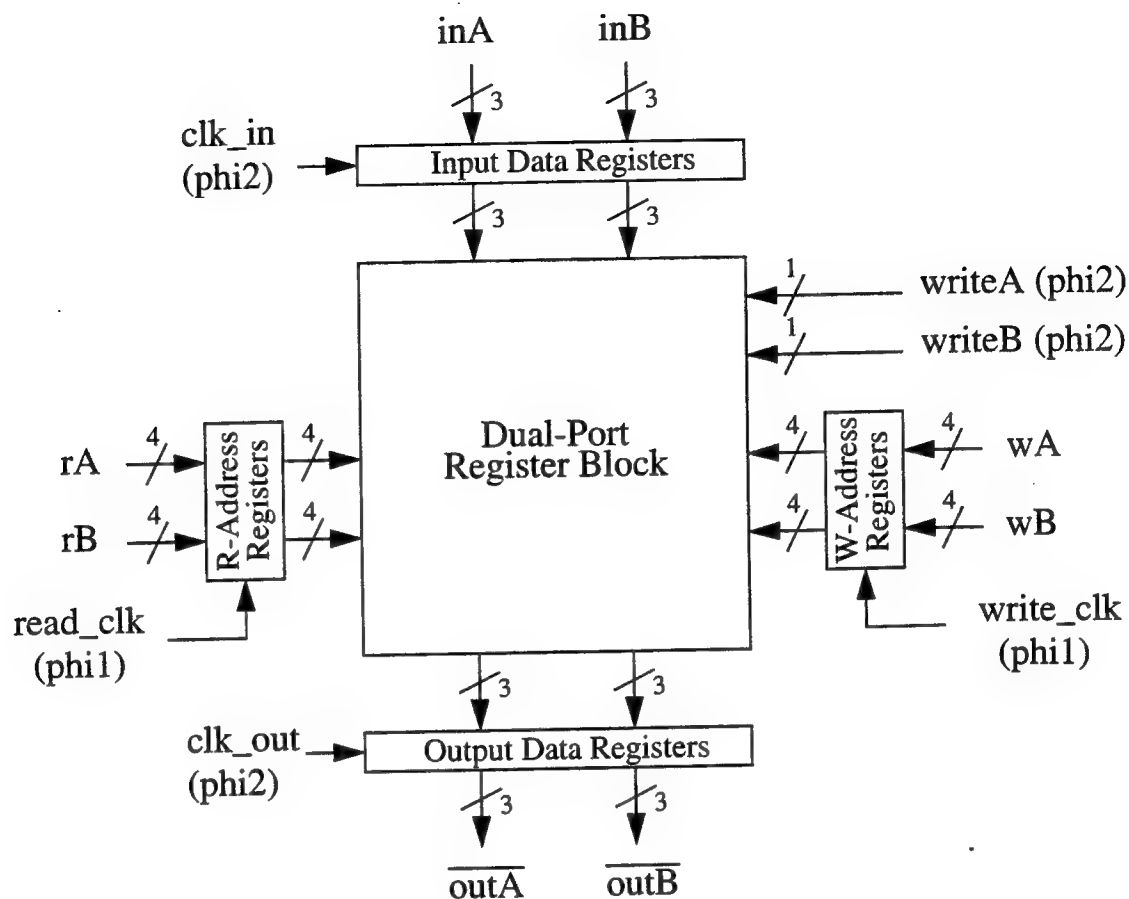 inA inB
3 3
clk_in
(phi2)
Input Data Registers
3 3
1
writeA (phi2)
1
writeB (phi2)
Dual-Port
Register Block
rA
4
4
rB
4
4
R-Address
Registers
read_clk
(phi1)
4
4
wA
4
4
wB
W-Address
Registers
write_clk
(phi1)
3 3
clk_out
(phi2)
Output Data Registers
3 3
outA outB